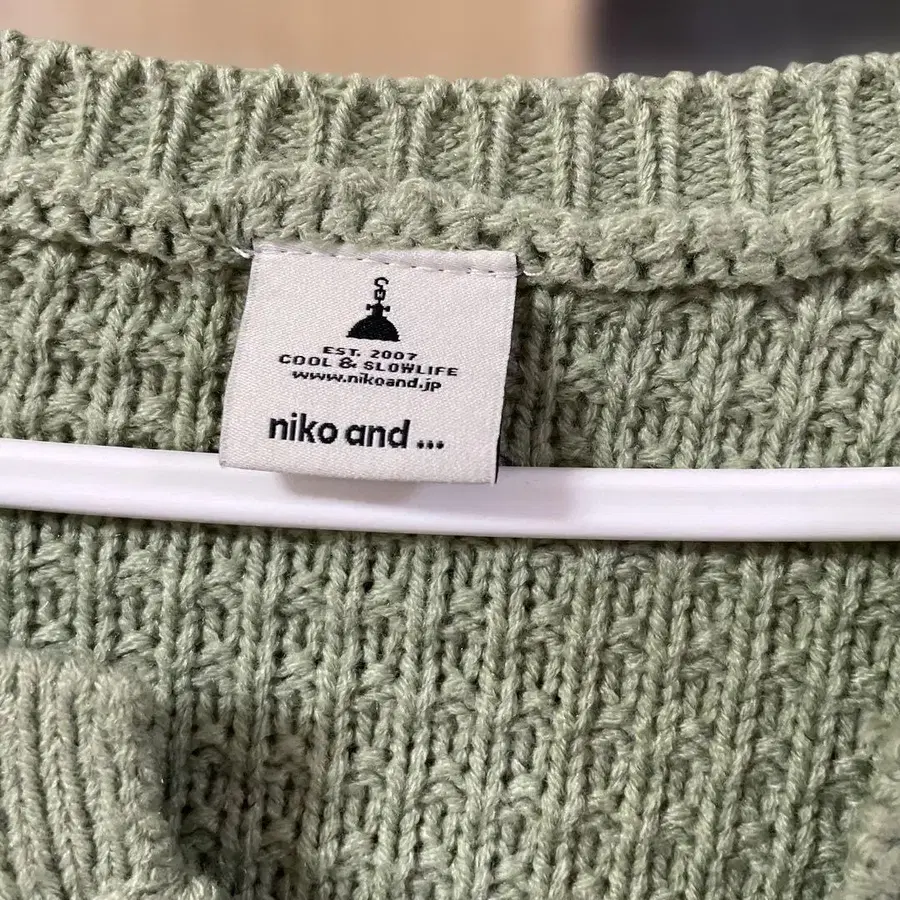 EST. 2007
COOL & SLOWLIFE
www.nikoand.jp
niko and ...